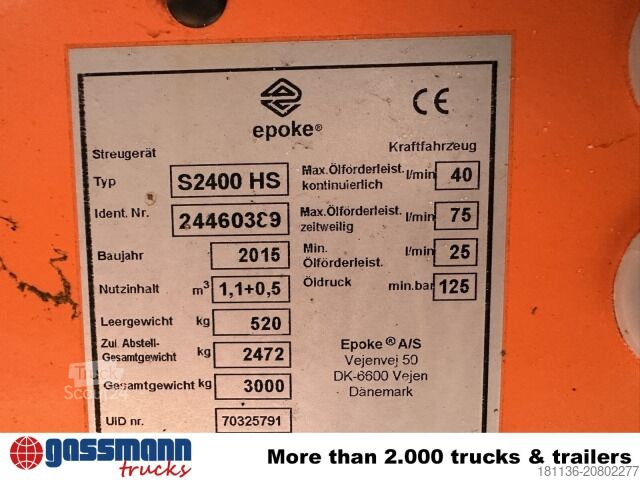 epoke®
CE
Streugerät
Kraftfahrzeug
Typ S2400 HS
Max.Ölförderleist. kontinuierlich l/min 40
Ident. Nr.
Max.Ölförderleist. zeitweilig l/min 75
Baujahr 2015
Min. Ölförderleist. l/min 25
Nutzinhalt m³ 1,1+0,5
Öldruck min.bar 125
Leergewicht kg 520
Zul. Abstell-Gesamtgewicht kg 2472
Gesamtgewicht kg 3000
UID nr. 70325791
Epoke® A/S
Vejenvej 50
DK-6600 Vejen
Dänemark
Truck
Scout24
gassmann
trucks
More than 2.000 trucks & trailers
181136-20802277